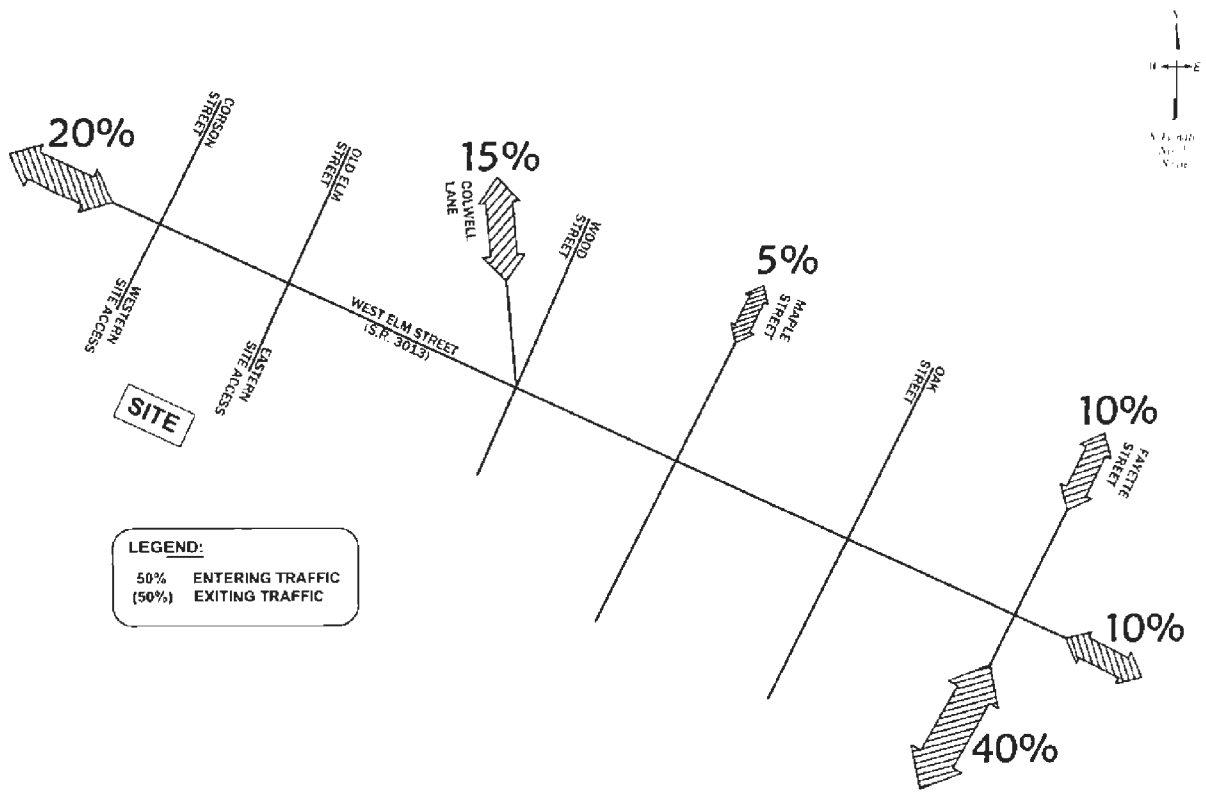 20%
CORSON
STREET
OLD ELM
STREET
15%
COLWELL
LANE
WOOD
STREET
W E
5%
MAPLE
STREET
WESTERN
SITE ACCESS
EASTERN
SITE ACCESS
WEST ELM STREET
(S.R. 3013)
SITE
OAK
STREET
10%
FAYETTE
STREET
LEGEND:
50% ENTERING TRAFFIC
(50%) EXITING TRAFFIC
10%
40%